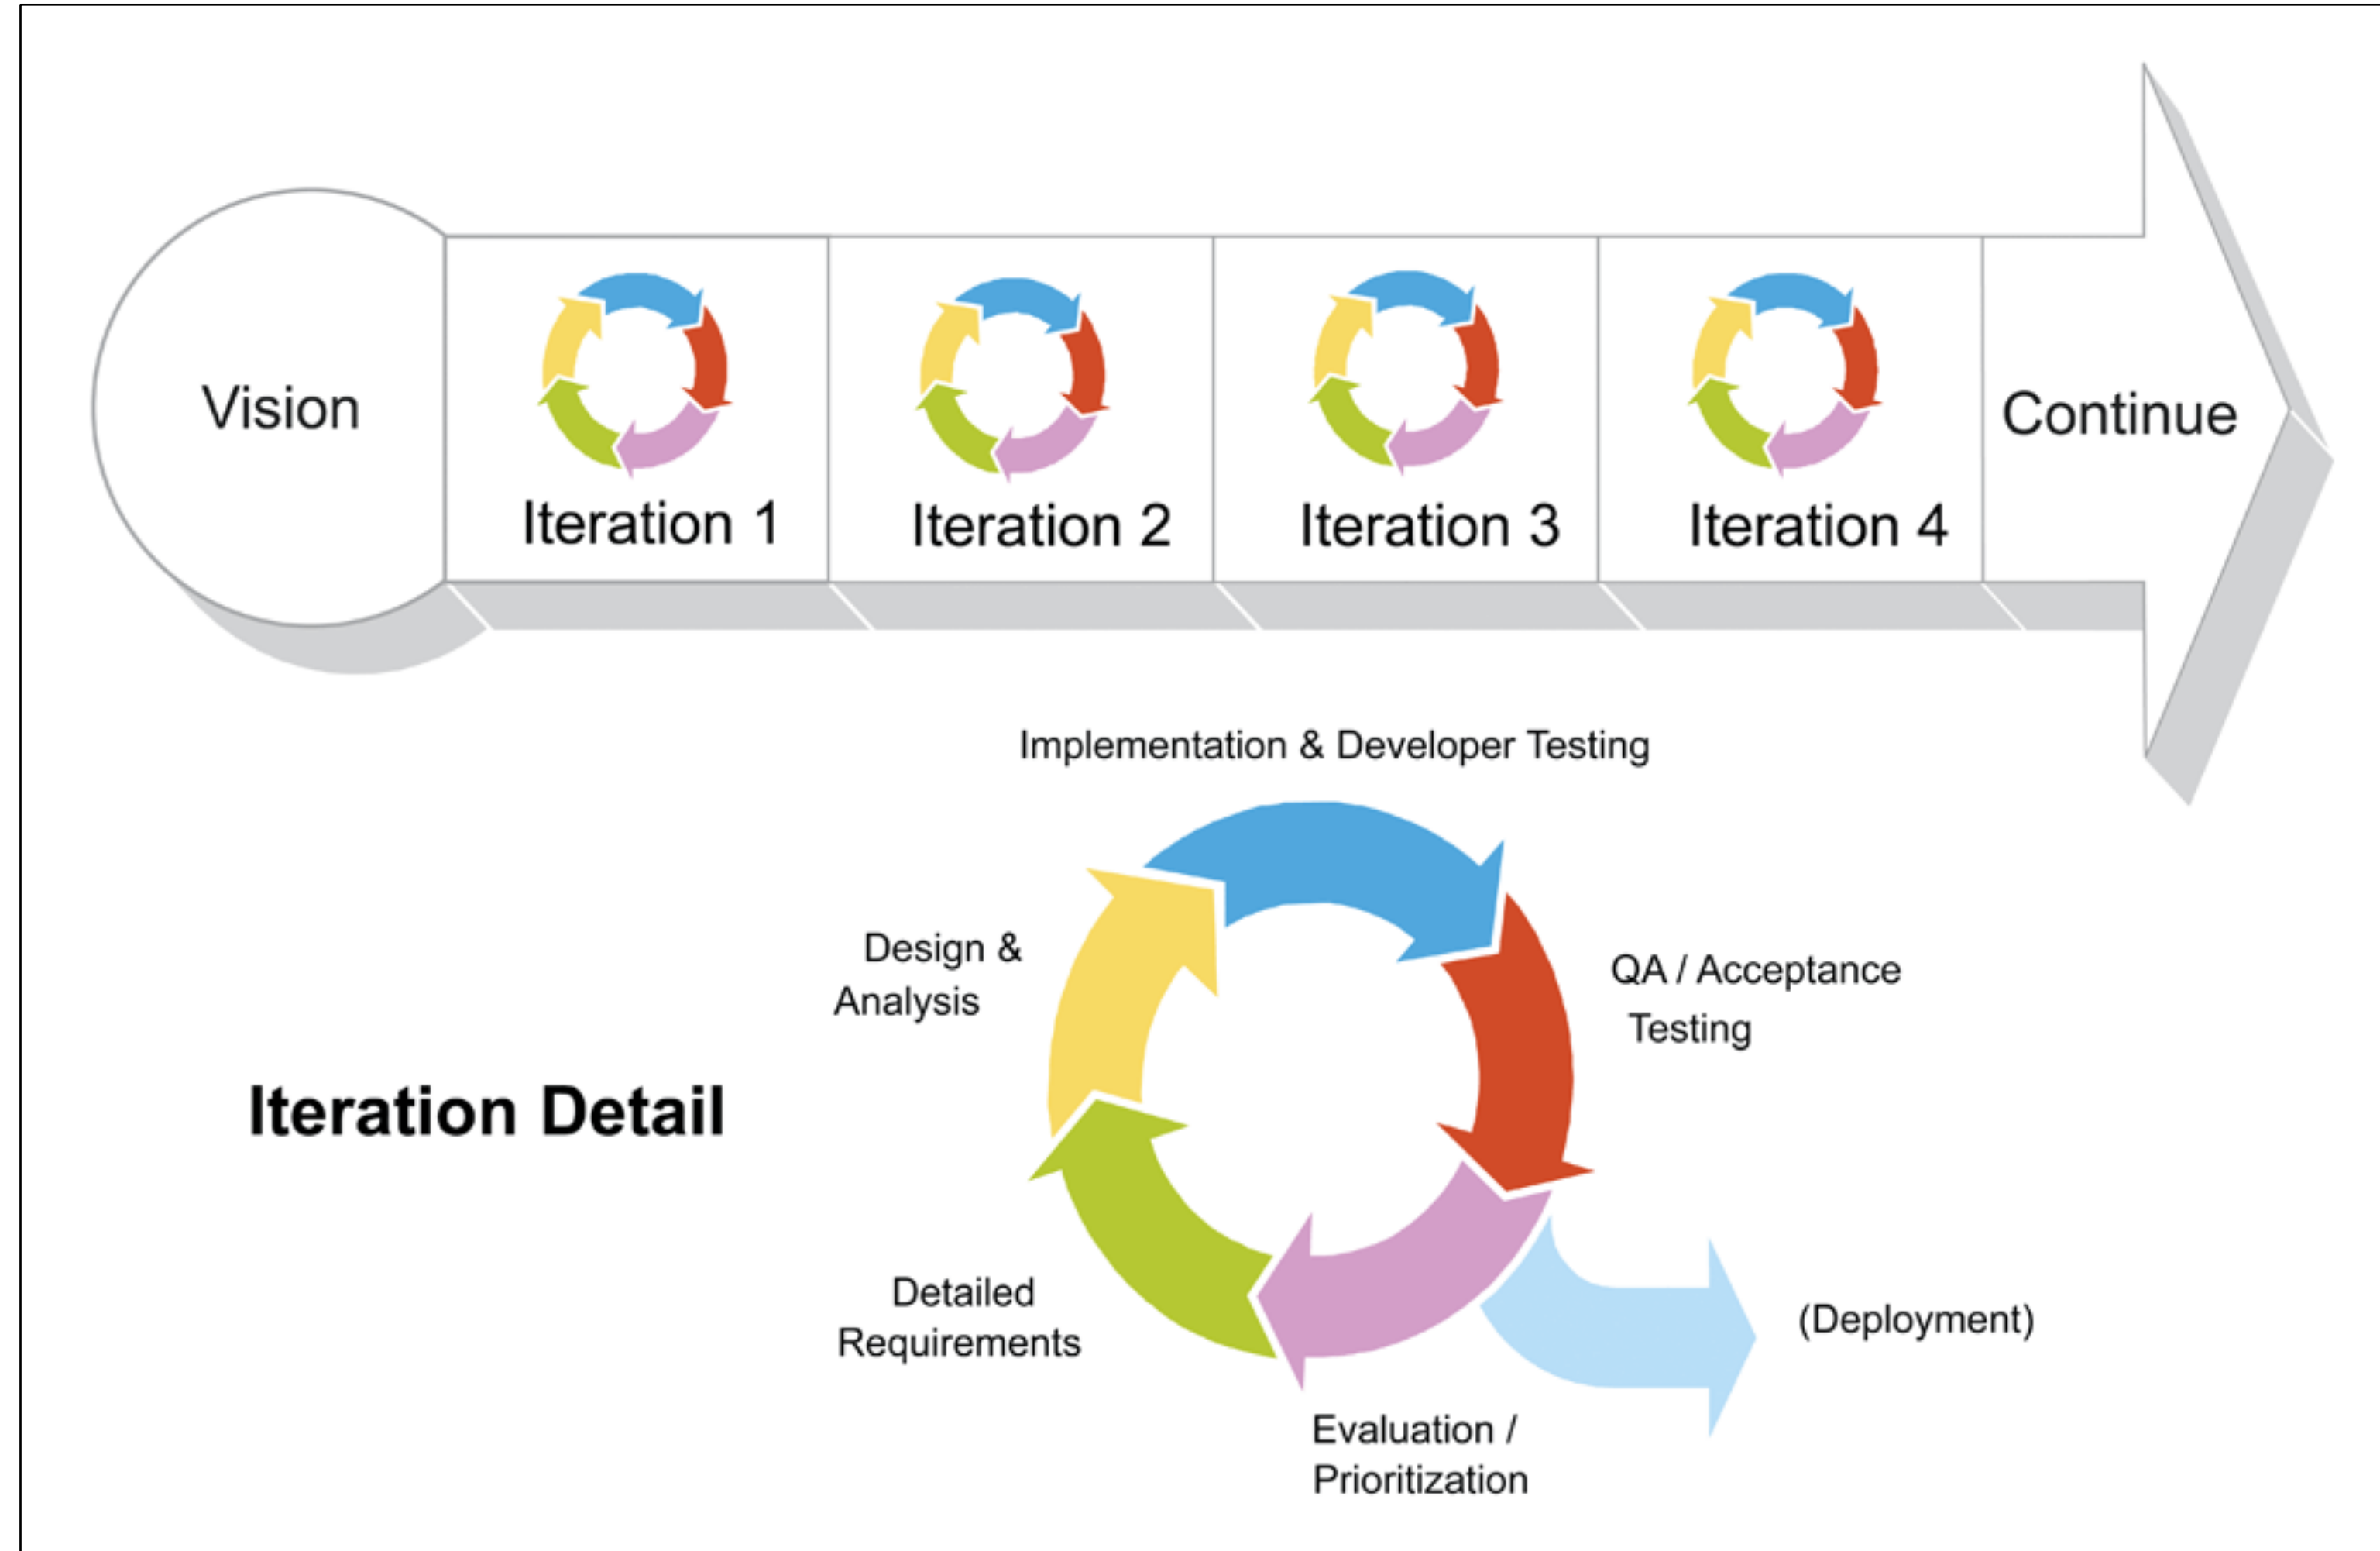 Vision
Iteration 1
Iteration 2
Iteration 3
Iteration 4
Continue
Implementation & Developer Testing
Design &
Analysis
QA / Acceptance
Testing
Iteration Detail
Detailed
Requirements
(Deployment)
Evaluation /
Prioritization